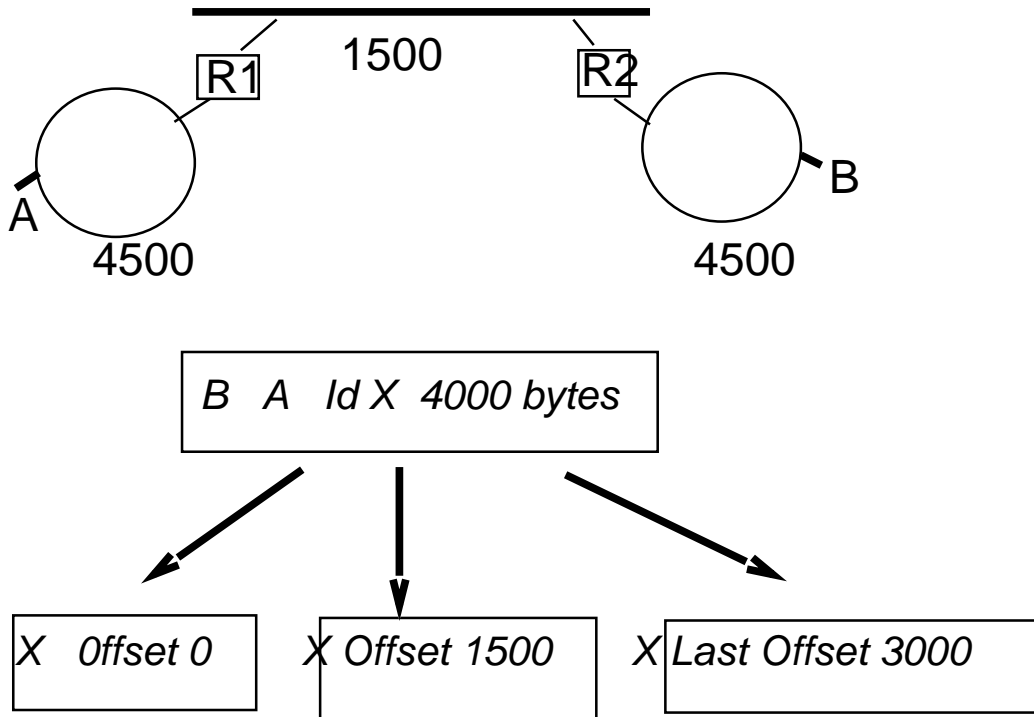 1500
R1
R2
A
B
4500
4500
B A Id X 4000 bytes
X 0ffset 0
X Offset 1500
X Last Offset 3000